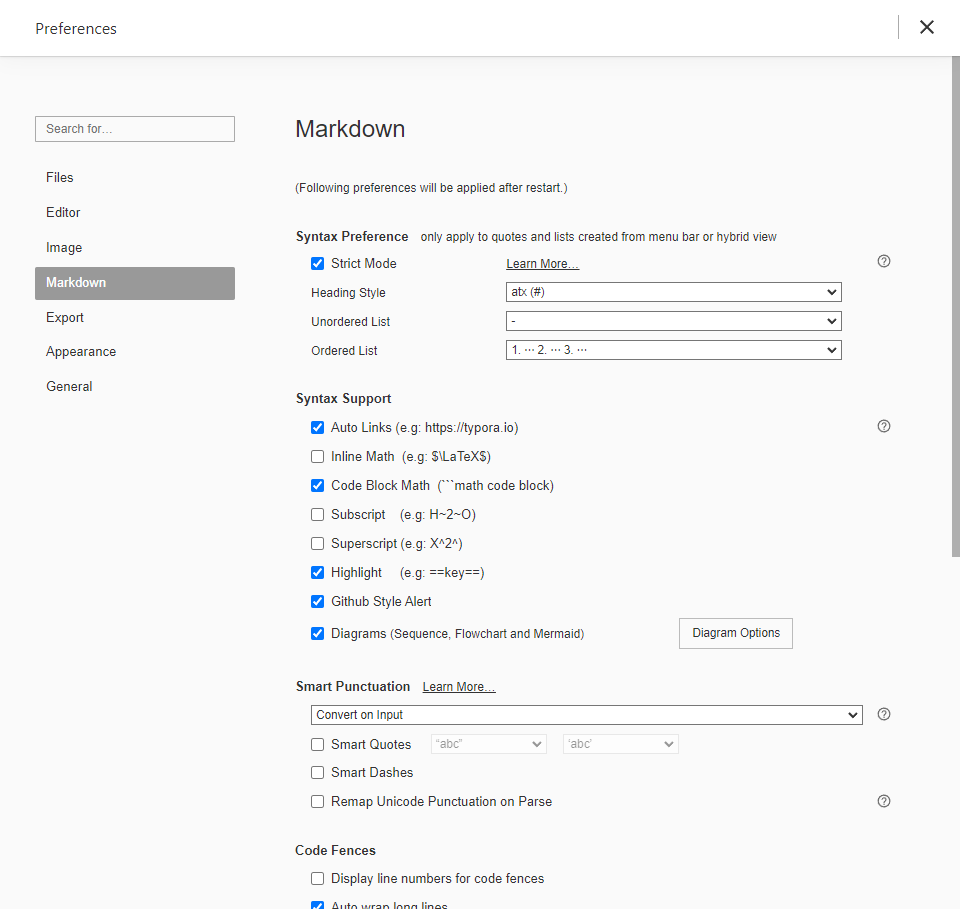 Preferences
Search for...
Files
Editor
Image
Markdown
Export
Appearance
General
Markdown
(Following preferences will be applied after restart.)
Syntax Preference only apply to quotes and lists created from menu bar or hybrid view
Strict Mode Learn More...
Heading Style atx (#)
Unordered List -
Ordered List 1. ··· 2. ··· 3. ···
Syntax Support
Auto Links (e.g: https://typora.io)
Inline Math (e.g: $\LaTeX$)
Code Block Math (```math code block)
Subscript (e.g: H~2~O)
Superscript (e.g: X^2^)
Highlight (e.g: ==key==)
Github Style Alert
Diagrams (Sequence, Flowchart and Mermaid) Diagram Options
Smart Punctuation Learn More...
Convert on Input
Smart Quotes “abc” ‘abc’
Smart Dashes
Remap Unicode Punctuation on Parse
Code Fences
Display line numbers for code fences
Auto wrap long lines